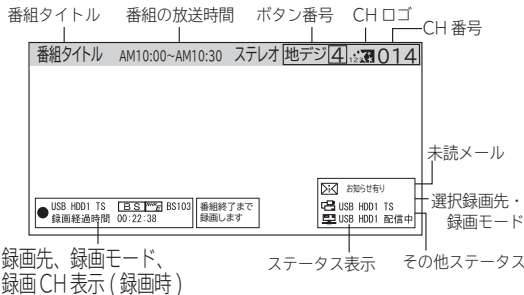 番組タイトル 番組の放送時間 ボタン番号 CH ロゴ
CH 番号
番組タイトル AM10:00~AM10:30 ステレオ 地デジ 4 014
未読メール
お知らせ有り
USB HDD1 TS BS BS103 番組終了まで
録画経過時間 00:22:38 録画します
USB HDD1 TS
USB HDD1 配信中
選択録画先・
録画モード
録画先、録画モード、
録画 CH 表示 ( 録画時 )
ステータス表示 その他ステータス